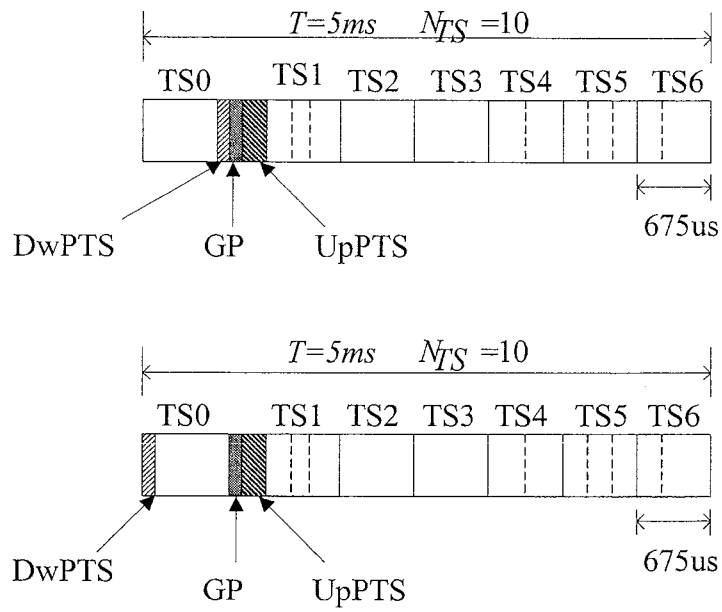 T=5ms N_TS =10
TS0 TS1 TS2 TS3 TS4 TS5 TS6
675us
DwPTS GP UpPTS
T=5ms N_TS =10
TS0 TS1 TS2 TS3 TS4 TS5 TS6
675us
DwPTS GP UpPTS